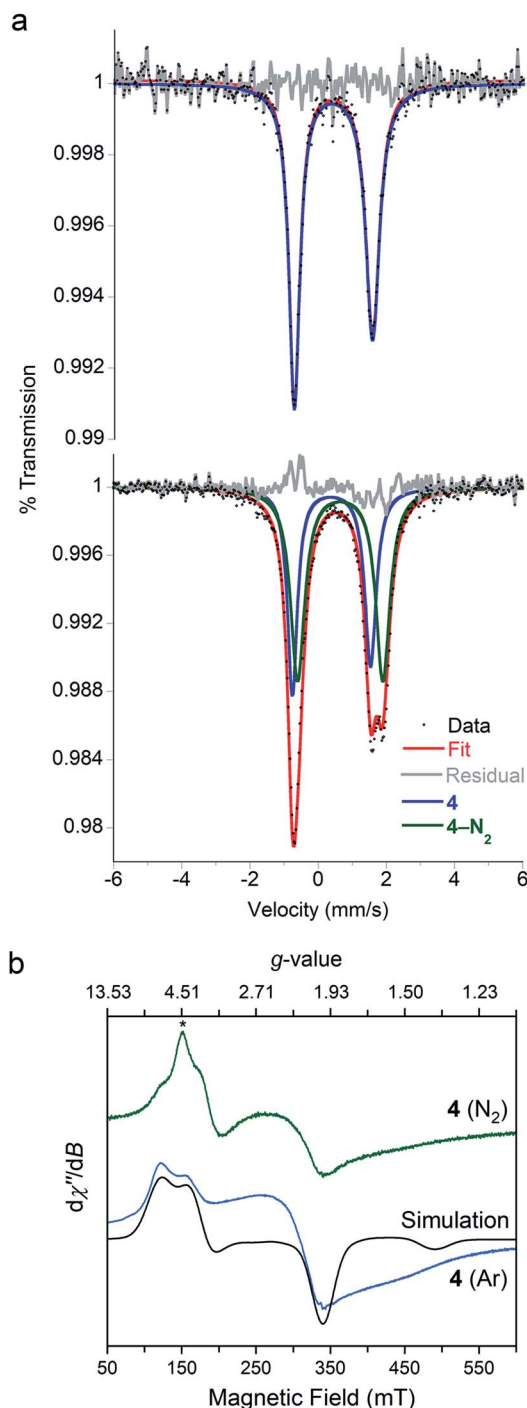 a
1
0.998
0.996
0.994
0.992
0.99
% Transmission
1
0.996
0.992
0.988
0.984
0.98
Data
Fit
Residual
4
4–N₂
-6 -4 -2 0 2 4 6
Velocity (mm/s)
b
g-value
13.53 4.51 2.71 1.93 1.50 1.23
*
4 (N₂)
Simulation
4 (Ar)
dχ''/dB
50 150 250 350 450 550
Magnetic Field (mT)